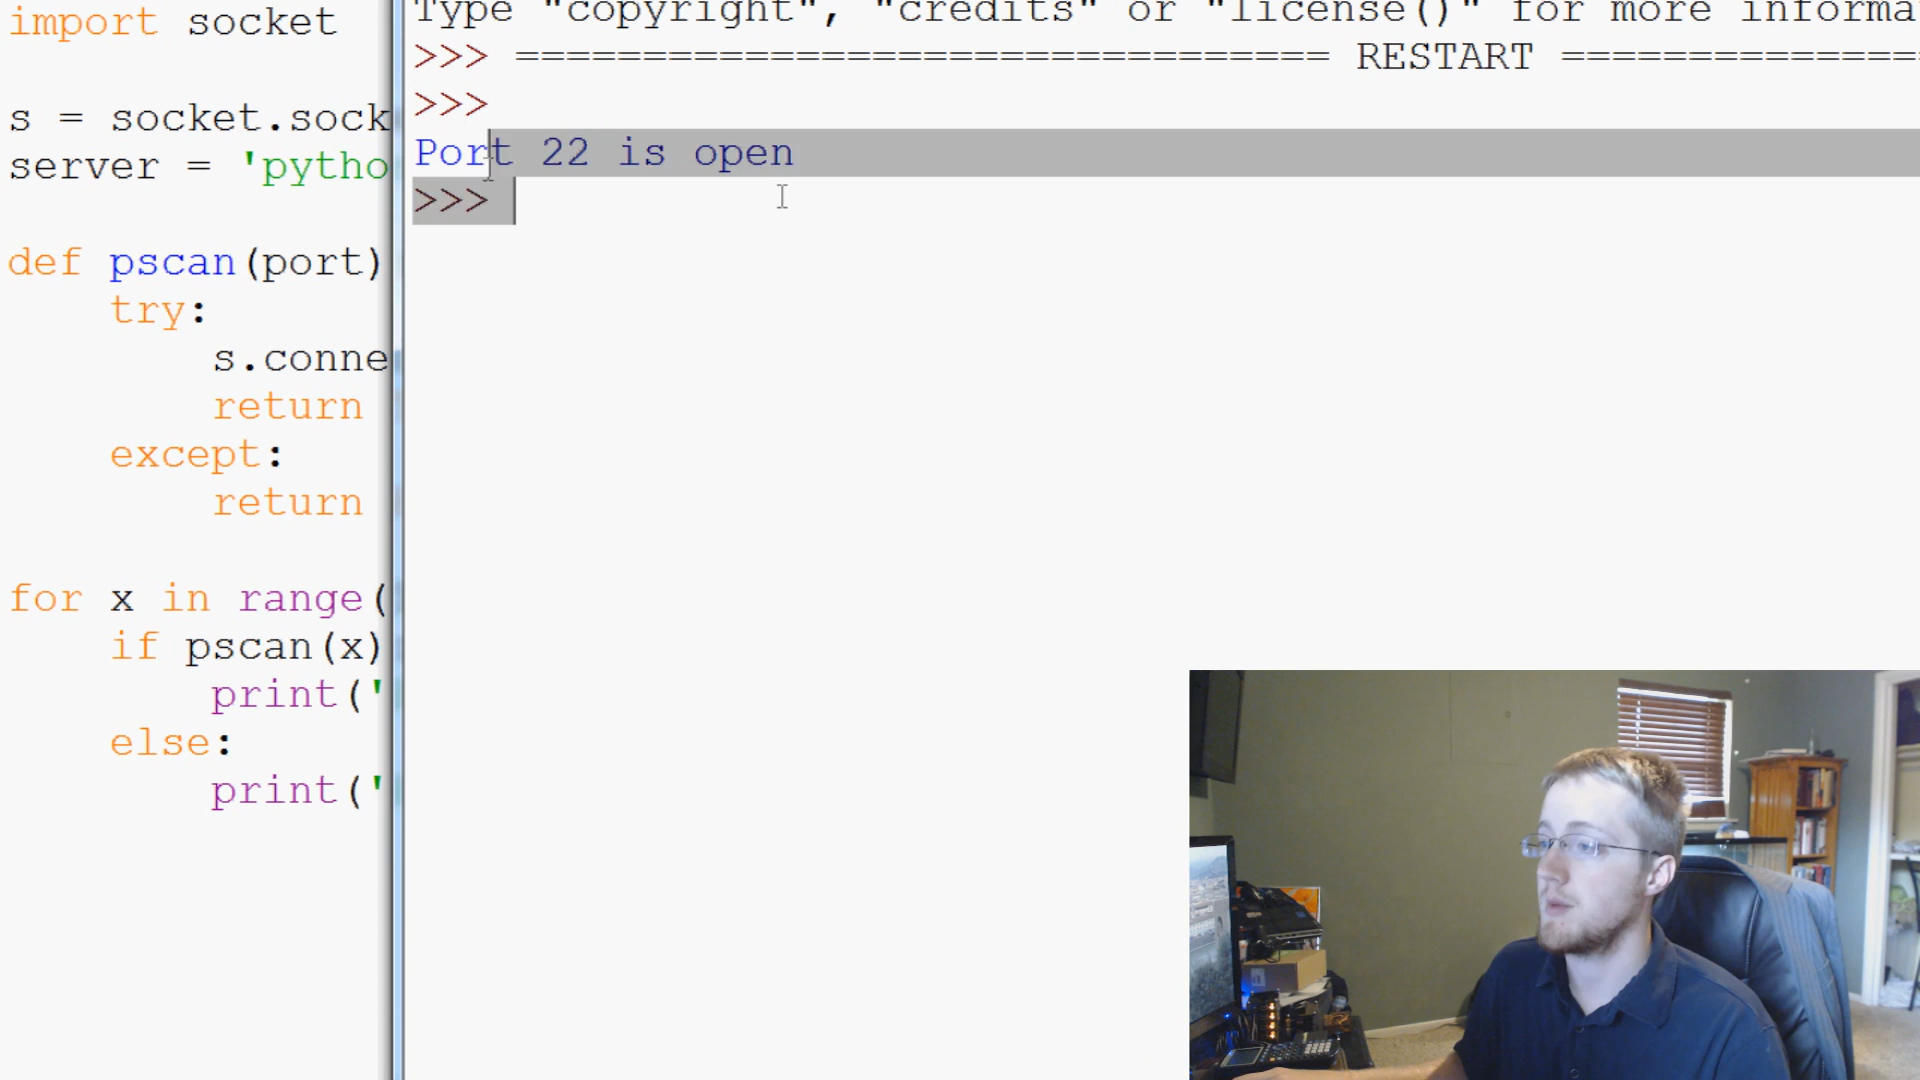 import socket
s = socket.sock
server = 'pytho
def pscan(port)
try:
s.conne
return
except:
return
for x in range(
if pscan(x)
print('
else:
print('
Type "copyright", "credits" or "license()" for more informa
>>> ================================ RESTART ==============
>>>
Port 22 is open
>>>